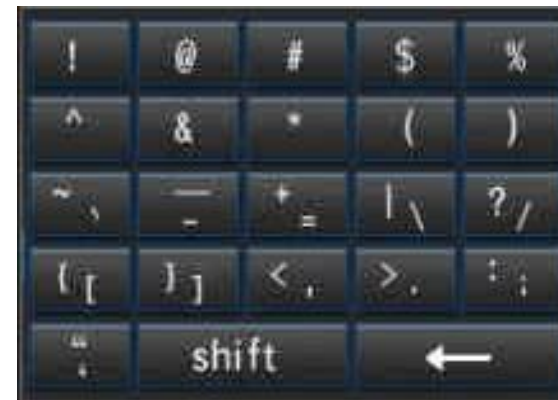 ! @ # $ %
^ & * ( )
~ ` — - + = | \ ? /
{ [ } ] < , > . : ;
“ ‘ shift ←